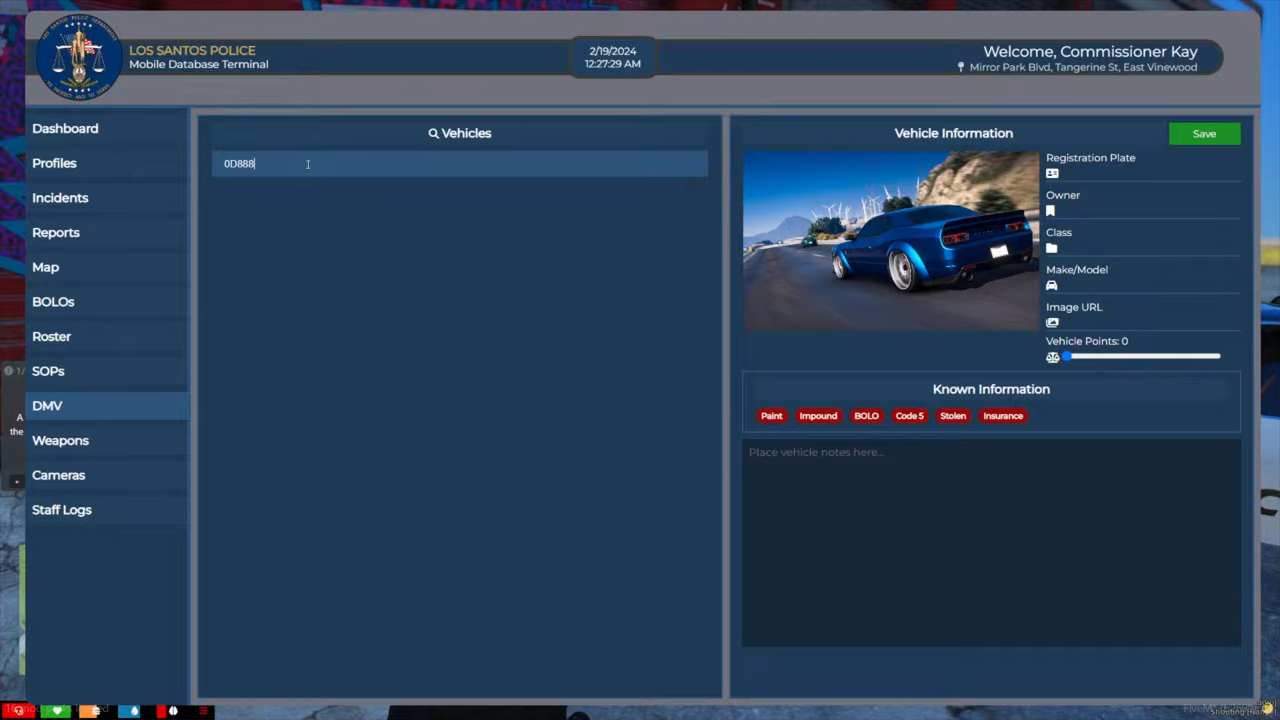 LOS SANTOS POLICE
Mobile Database Terminal
2/19/2024
12:27:29 AM
Welcome, Commissioner Kay
Mirror Park Blvd, Tangerine St, East Vinewood
Dashboard
Profiles
Incidents
Reports
Map
BOLOs
Roster
SOPs
DMV
Weapons
Cameras
Staff Logs
Vehicles
0D888
Vehicle Information
Save
Registration Plate
Owner
Class
Make/Model
Image URL
Vehicle Points: 0
Known Information
Paint Impound BOLO Code 5 Stolen Insurance
Place vehicle notes here...
A
the